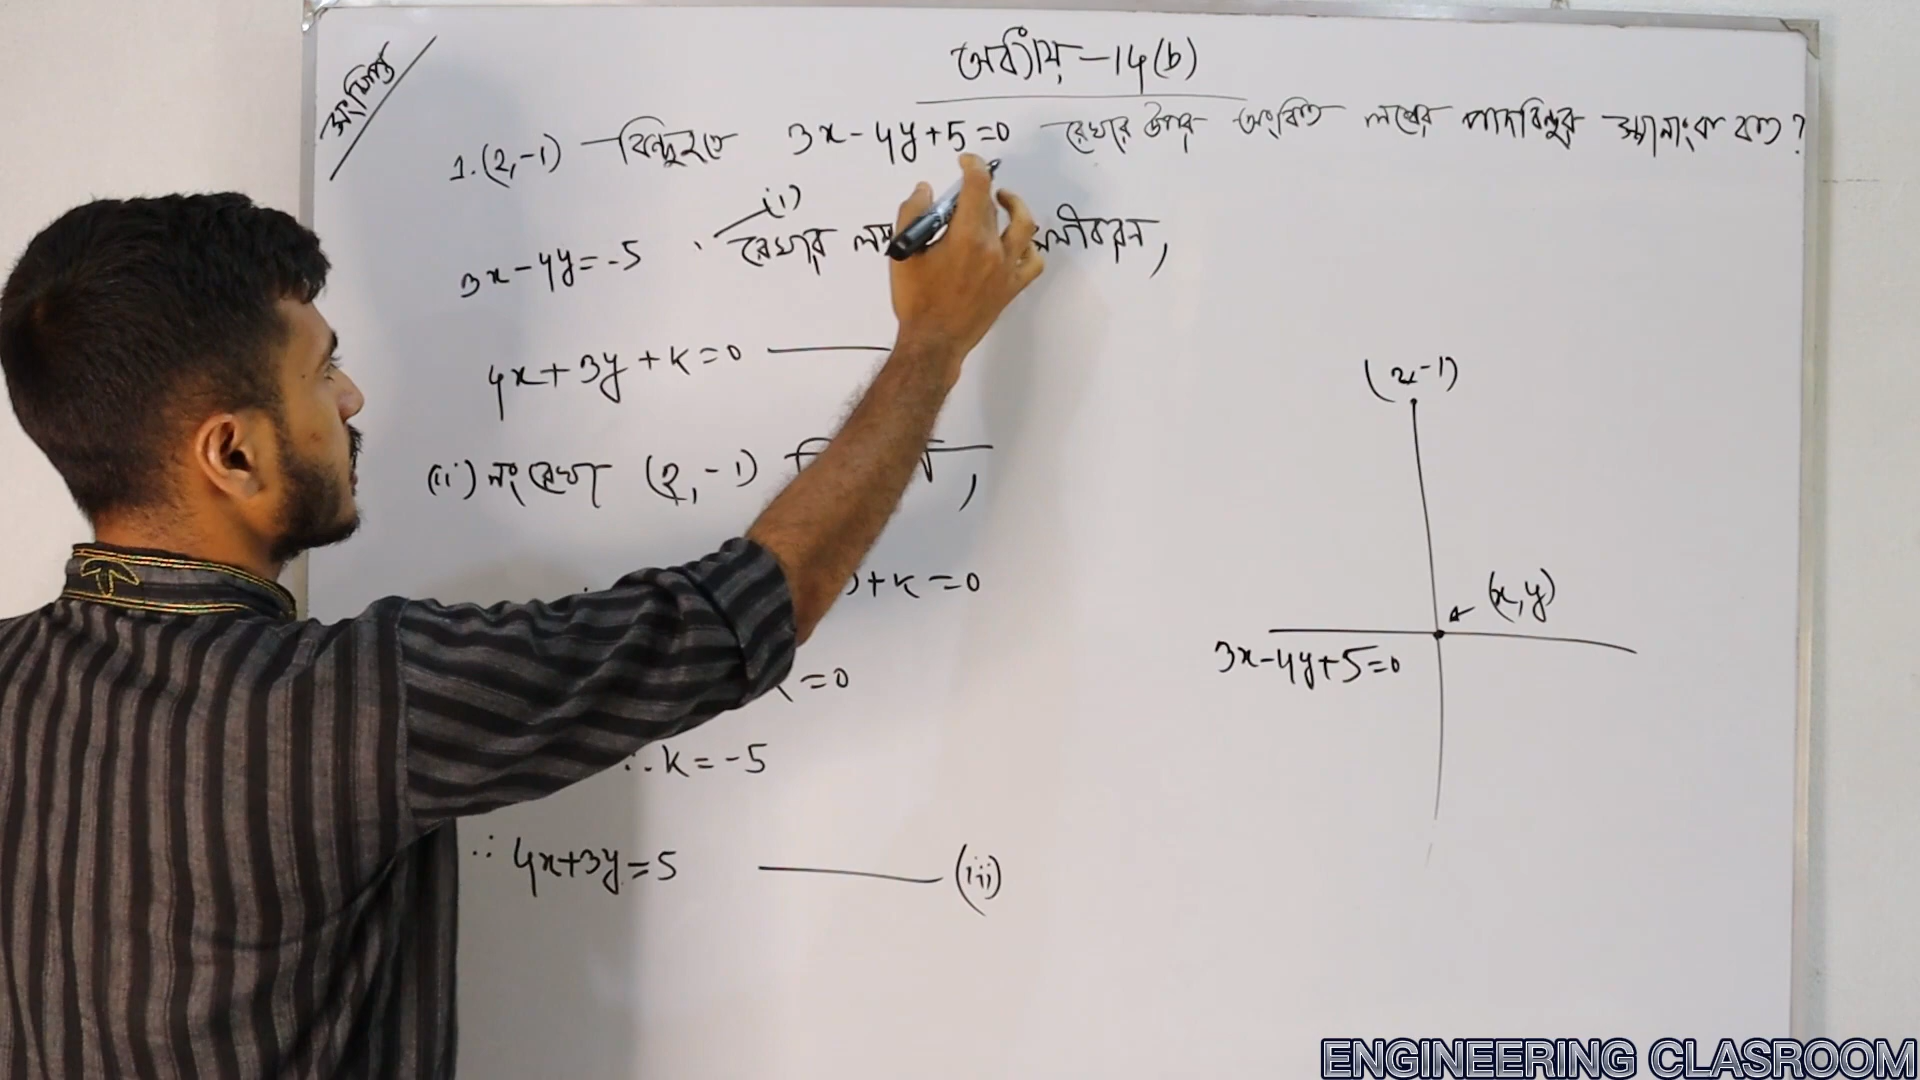 সংক্ষিপ্ত
অধ্যায় - 14(b)
1. (2,-1) বিন্দু হতে 3x-4y+5=0 রেখার উপর অংকিত লম্বের পাদবিন্দুর স্থানাংক কত?
3x-4y=-5 (i) রেখার সমীকরণ,
4x+3y+k=0
(ii) নং রেখা (2,-1)
+k=0
=0
∴ k=-5
∴ 4x+3y=5 (iii)
(2,-1)
(x,y)
3x-4y+5=0
ENGINEERING CLASROOM